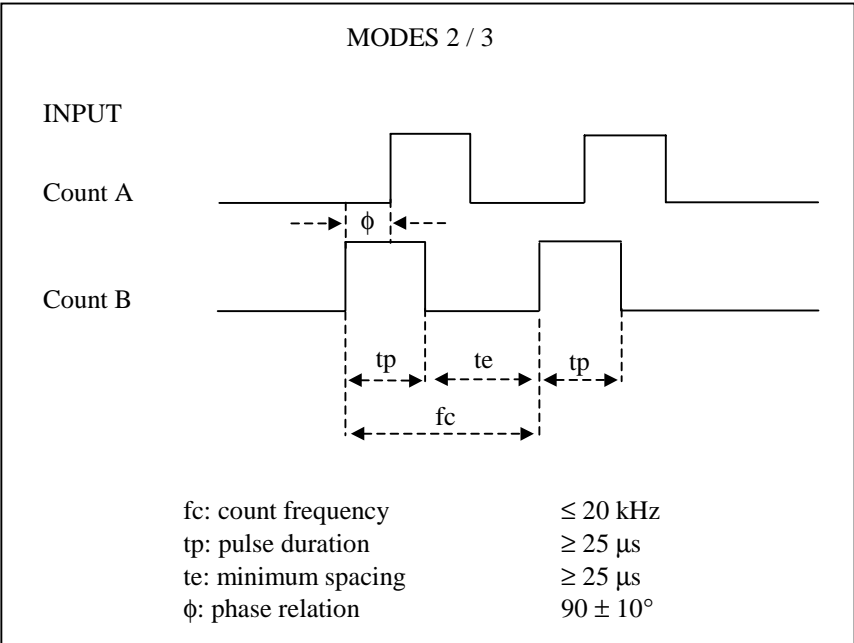 MODES 2 / 3
INPUT
Count A
ϕ
Count B
tp te tp
fc
fc: count frequency ≤ 20 kHz
tp: pulse duration ≥ 25 μs
te: minimum spacing ≥ 25 μs
ϕ: phase relation 90 ± 10°